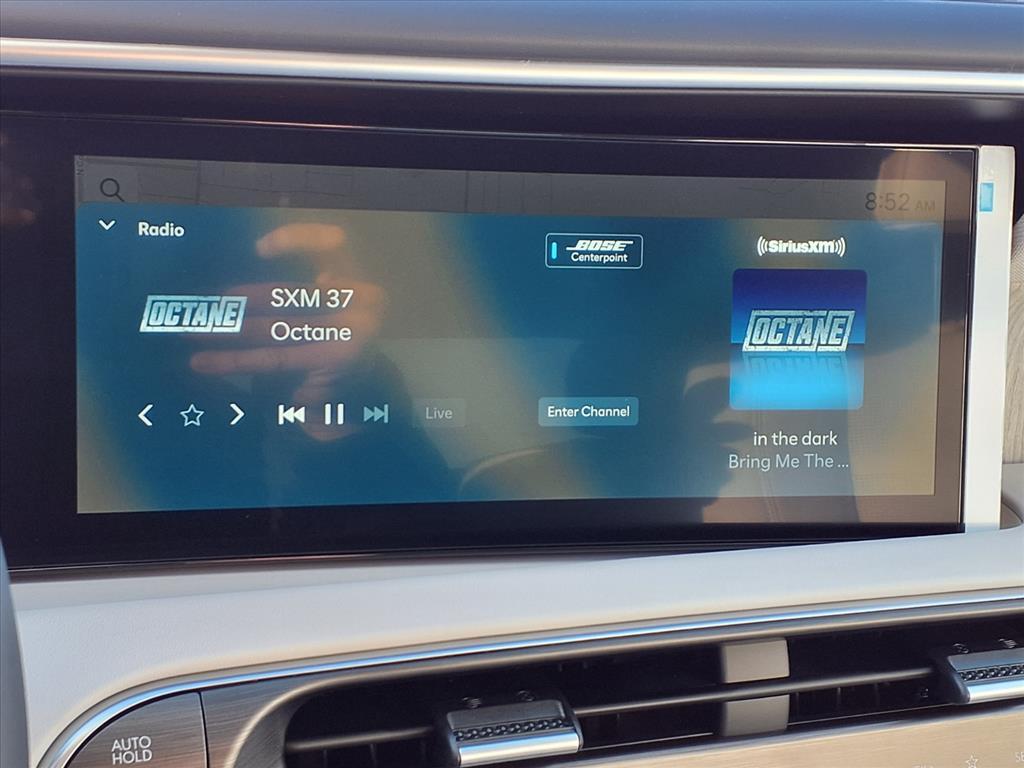 8:52 AM
Radio
BOSE
Centerpoint
((SiriusXM))
OCTANE
SXM 37
Octane
OCTANE
Live
Enter Channel
in the dark
Bring Me The ...
AUTO
HOLD